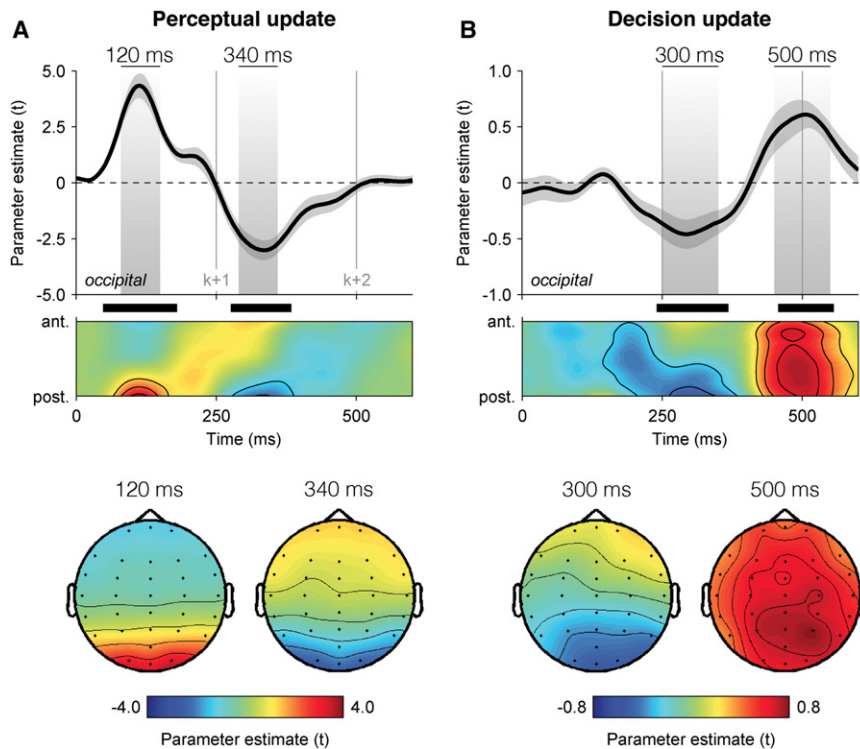 A
Perceptual update
120 ms
340 ms
Parameter estimate (t)
5.0
2.5
0
-2.5
-5.0
occipital
k+1
k+2
ant.
post.
0
250
500
Time (ms)
120 ms
340 ms
-4.0
4.0
Parameter estimate (t)
B
Decision update
300 ms
500 ms
Parameter estimate (t)
1.0
0.5
0
-0.5
-1.0
occipital
ant.
post.
0
250
500
Time (ms)
300 ms
500 ms
-0.8
0.8
Parameter estimate (t)